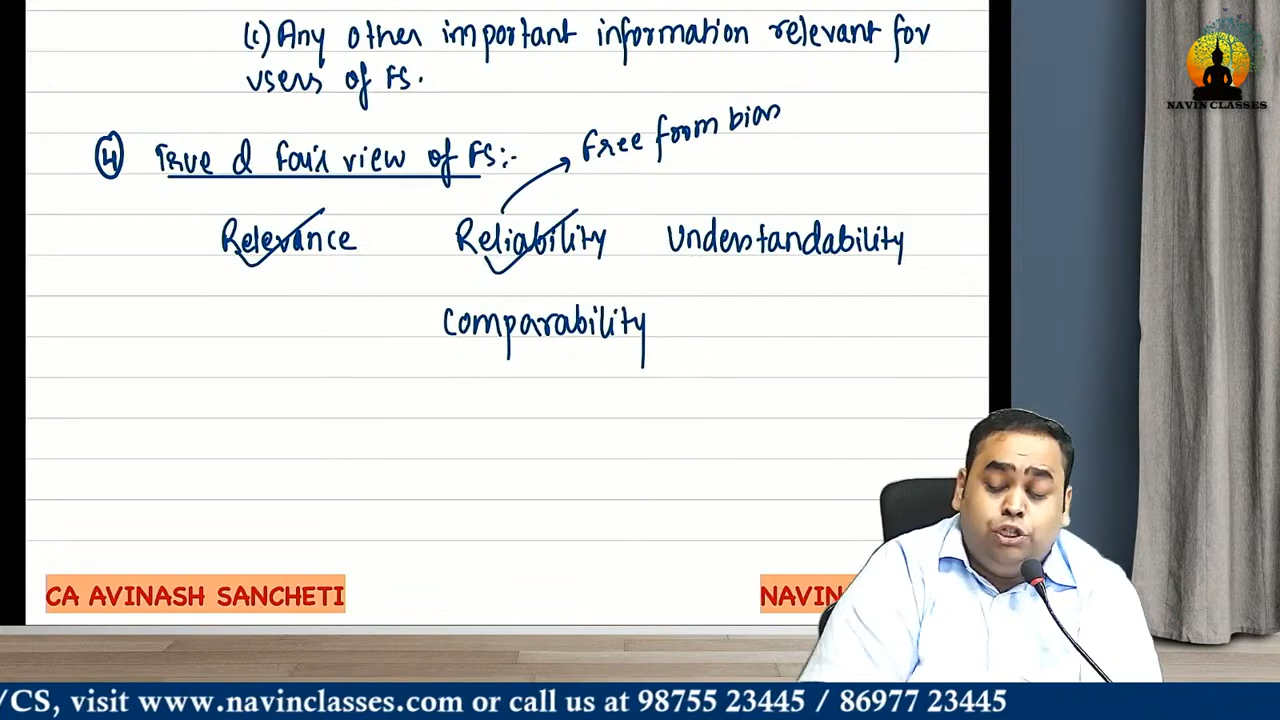 (c) Any other important information relevant for
users of FS.
④ True & fair view of FS:-
Free from bias
Relevance Reliability Understandability
Comparability
NAVIN CLASSES
CA AVINASH SANCHETI
NAVIN
/CS, visit www.navinclasses.com or call us at 98755 23445 / 86977 23445